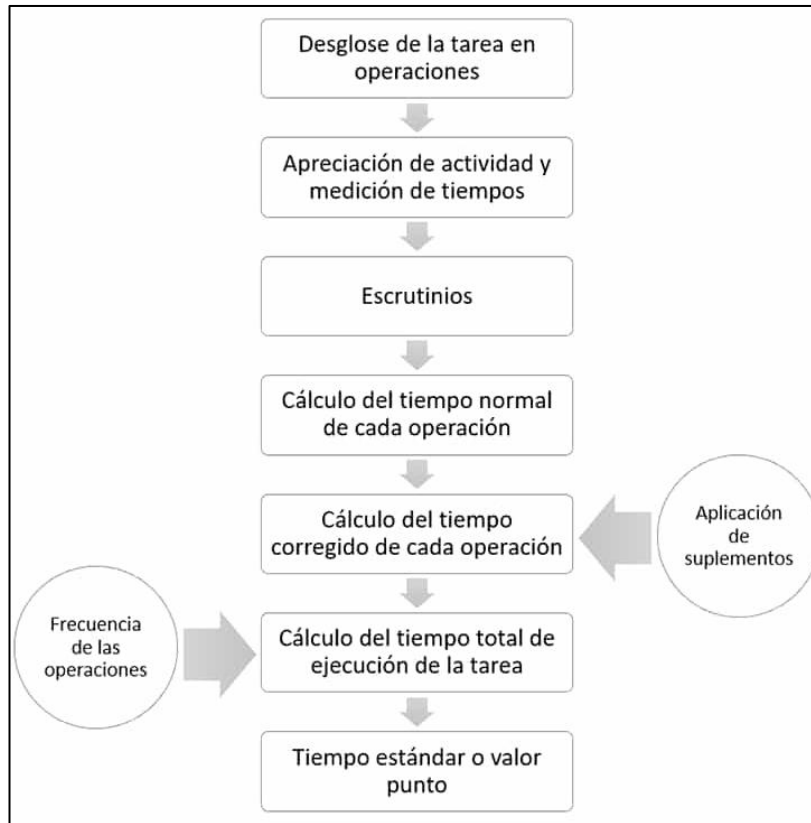 Desglose de la tarea en
operaciones
Apreciación de actividad y
medición de tiempos
Escrutinios
Cálculo del tiempo normal
de cada operación
Cálculo del tiempo
corregido de cada operación
Aplicación
de
suplementos
Frecuencia
de las
operaciones
Cálculo del tiempo total de
ejecución de la tarea
Tiempo estándar o valor
punto